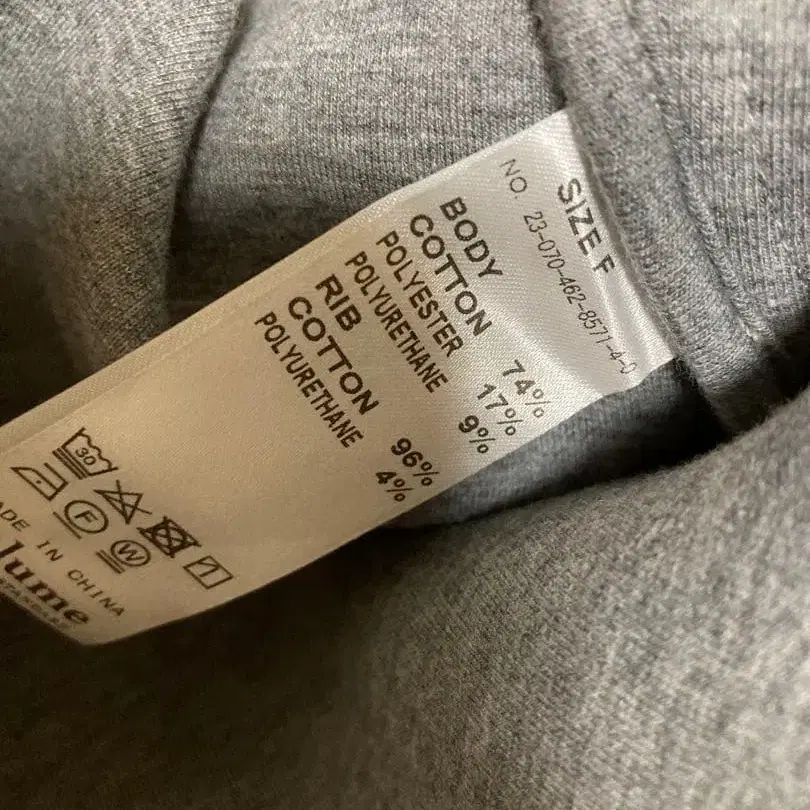 SIZE F
NO. 23-070-462-8571-4-0
BODY
COTTON 74%
POLYESTER 17%
POLYURETHANE 9%
RIB
COTTON 96%
POLYURETHANE 4%
30
F
W
IN CHINA